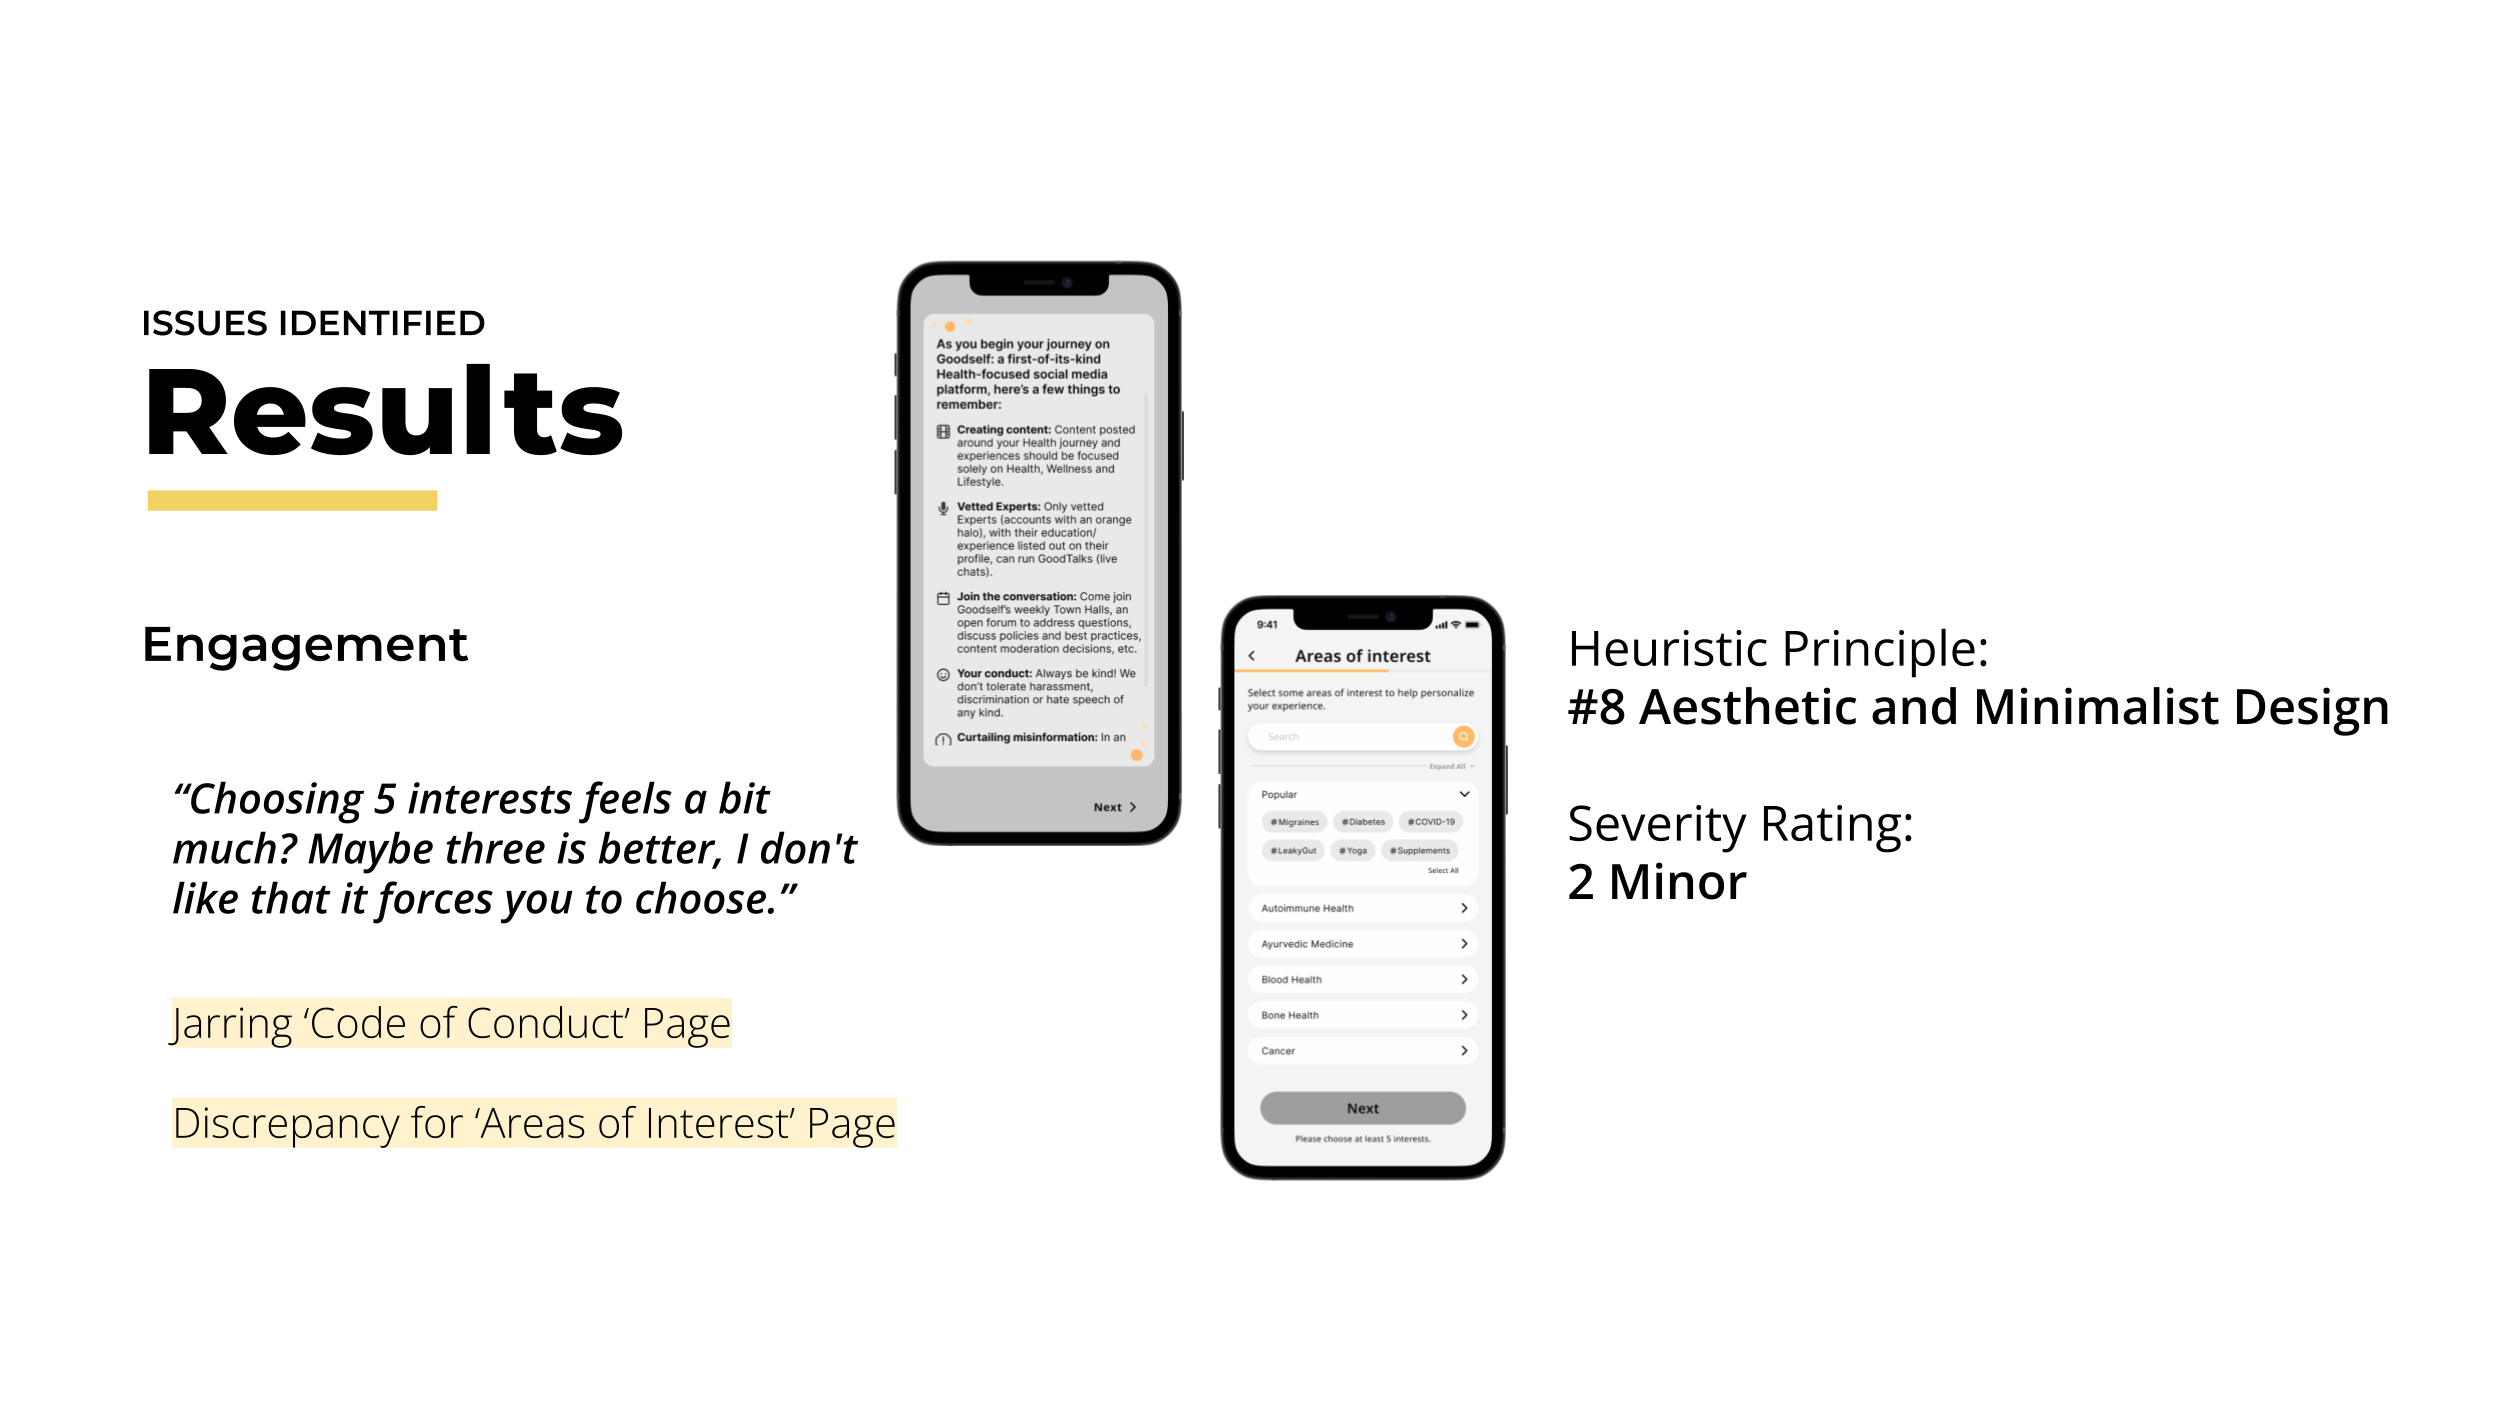 ISSUES IDENTIFIED
Results
Engagement
“Choosing 5 interests feels a bit
much? Maybe three is better, I don't
like that it forces you to choose.”
Jarring ‘Code of Conduct’ Page
Discrepancy for ‘Areas of Interest’ Page
As you begin your journey on
Goodself: a first-of-its-kind
Health-focused social media
platform, here’s a few things to
remember:
Creating content: Content posted
around your Health journey and
experiences should be focused
solely on Health, Wellness and
Lifestyle.
Vetted Experts: Only vetted
Experts (accounts with an orange
halo), with their education/
experience listed out on their
profile, can run GoodTalks (live
chats).
Join the conversation: Come join
Goodself’s weekly Town Halls, an
open forum to address questions,
discuss policies and best practices,
content moderation decisions, etc.
Your conduct: Always be kind! We
don’t tolerate harassment,
discrimination or hate speech of
any kind.
Curtailing misinformation: In an
Next
9:41
Areas of interest
Select some areas of interest to help personalize
your experience.
Search
Expand All
Popular
#Migraines #Diabetes #COVID-19
#LeakyGut #Yoga #Supplements
Select All
Autoimmune Health
Ayurvedic Medicine
Blood Health
Bone Health
Cancer
Next
Please choose at least 5 interests.
Heuristic Principle:
#8 Aesthetic and Minimalist Design
Severity Rating:
2 Minor